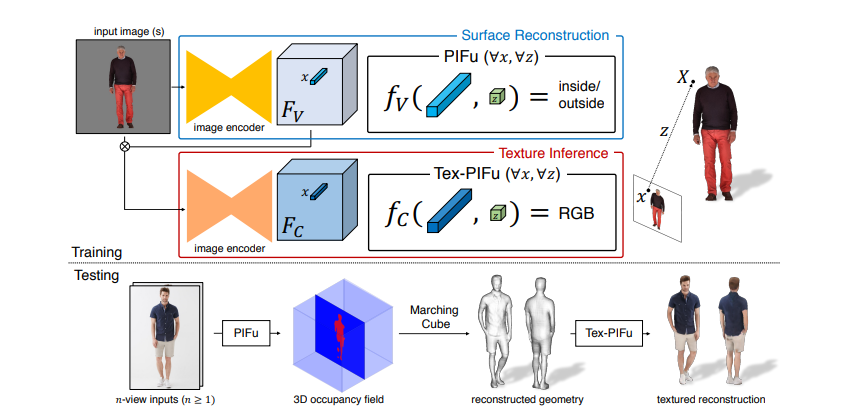 input image (s)
Surface Reconstruction
PIFu (∀x, ∀z)
x
F_V
image encoder
f_V( , z ) = inside/
outside
Texture Inference
Tex-PIFu (∀x, ∀z)
x
F_C
image encoder
f_C( , z ) = RGB
X
z
x
Training
Testing
PIFu
Marching
Cube
Tex-PIFu
n-view inputs (n ≥ 1)
3D occupancy field
reconstructed geometry
textured reconstruction